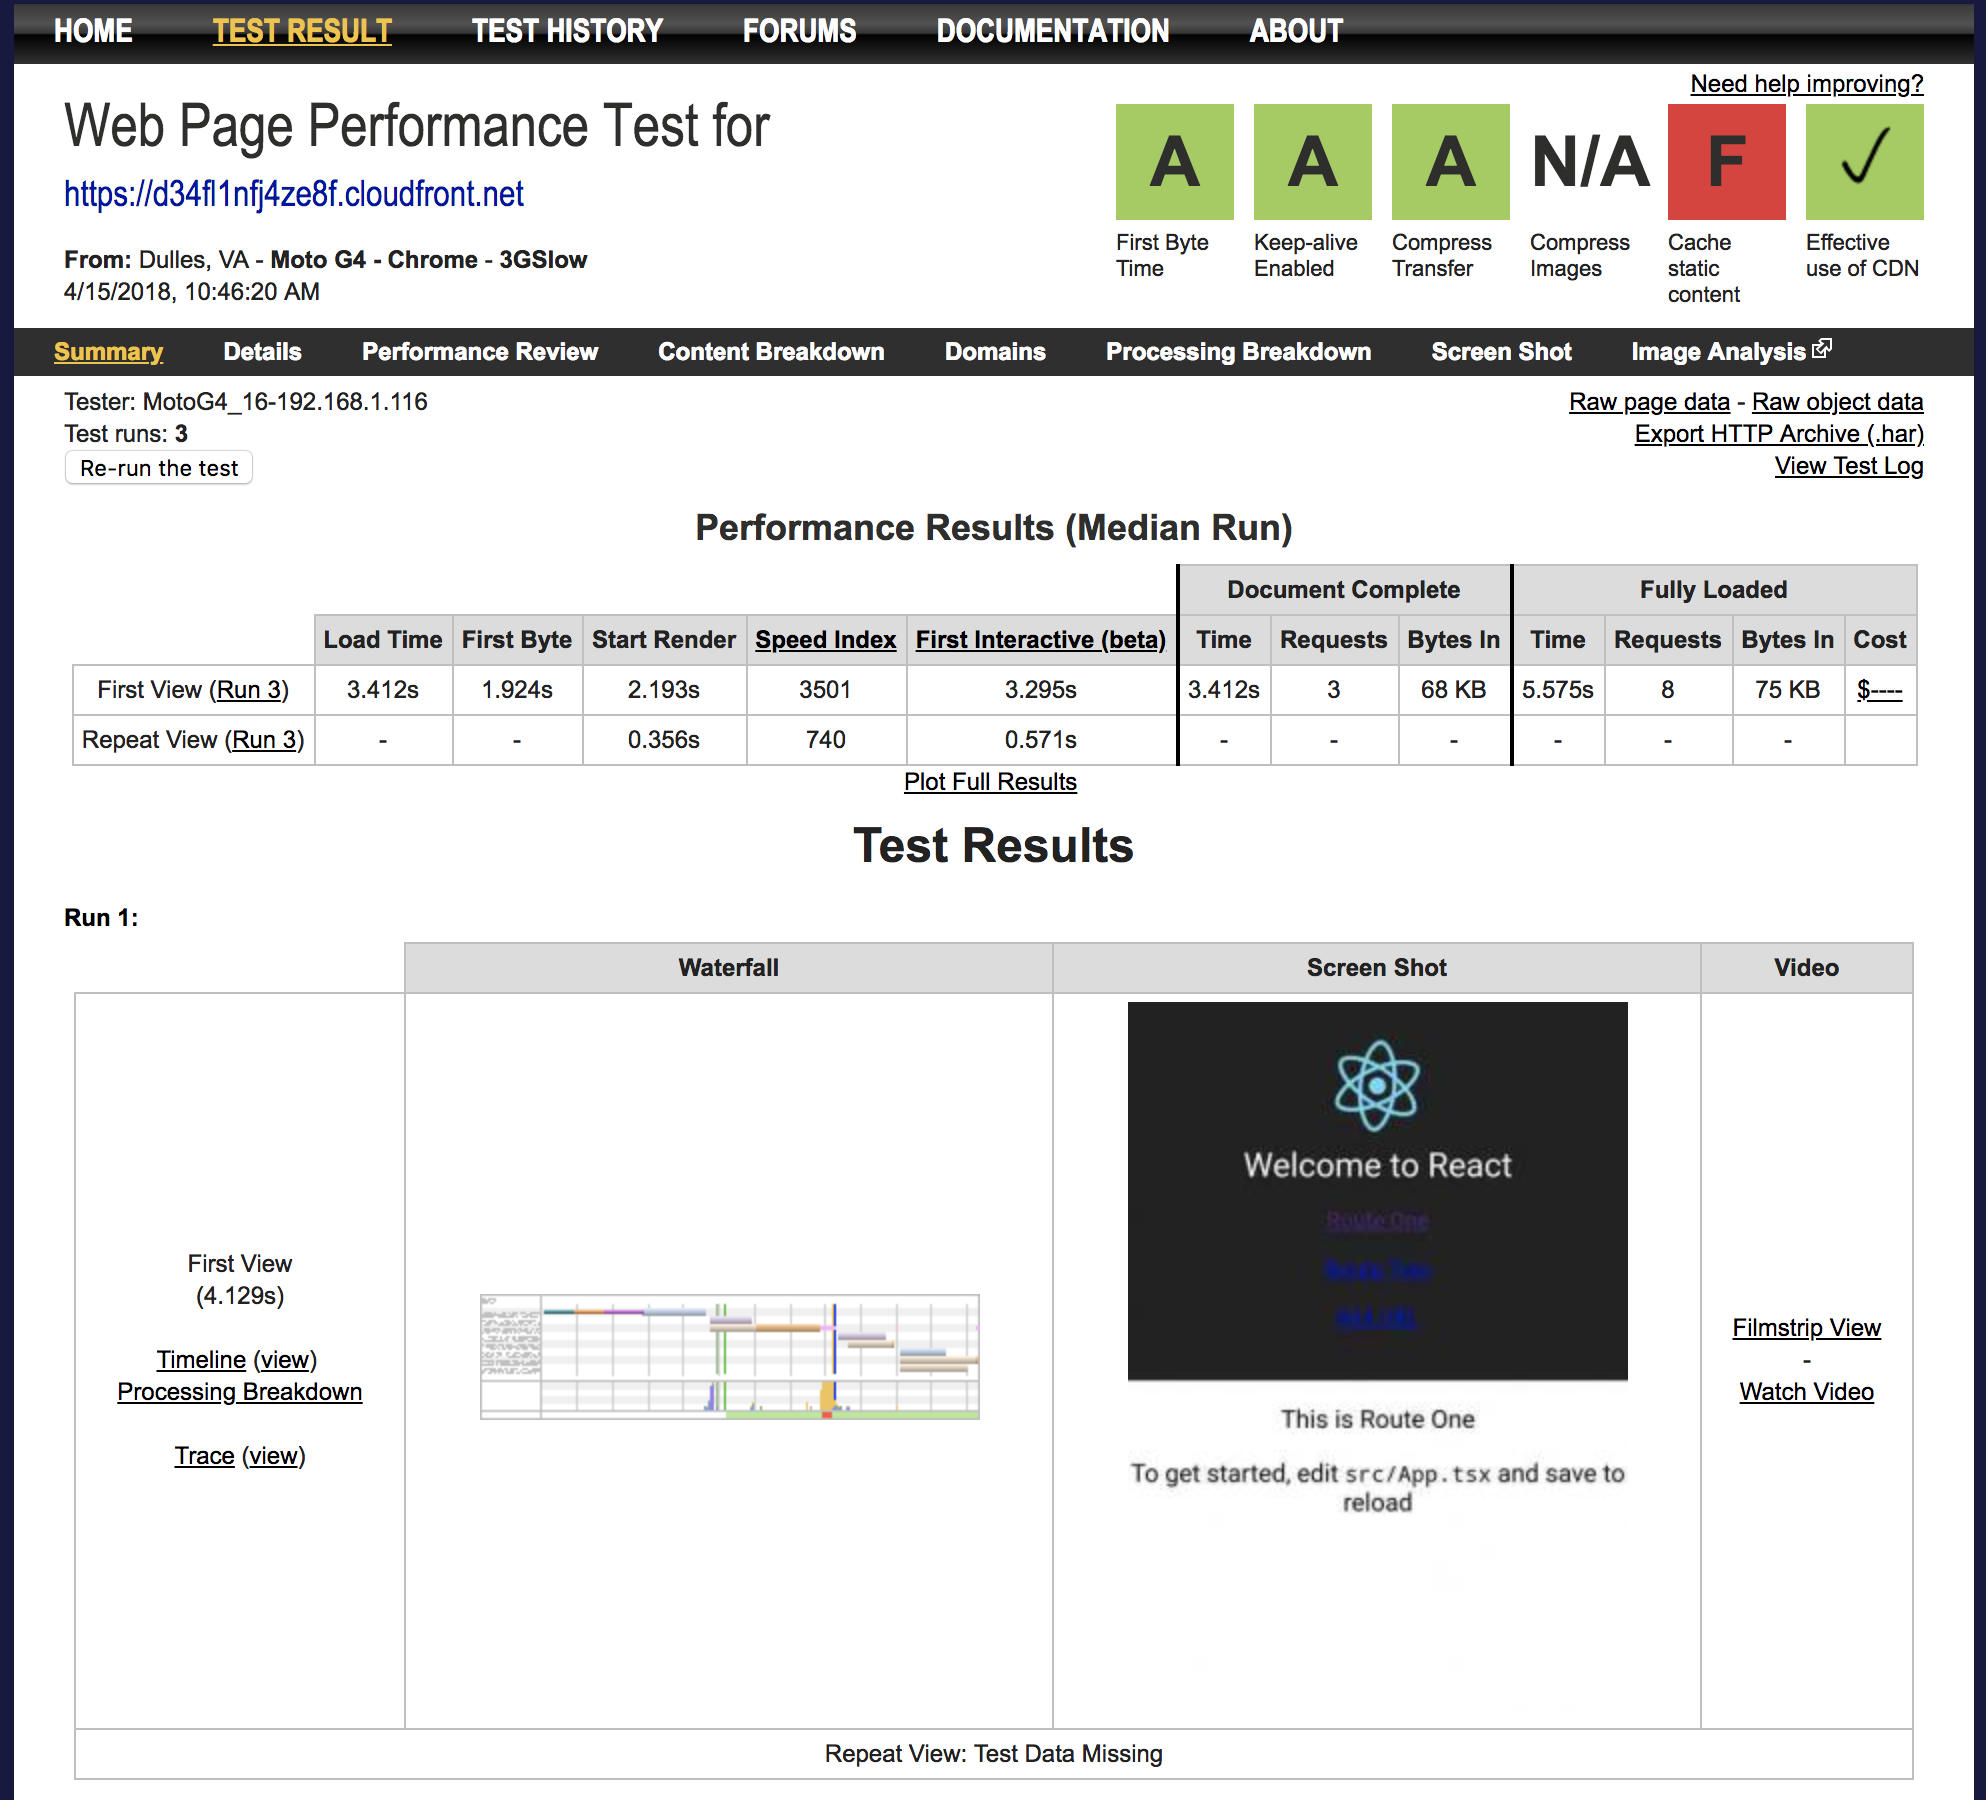 HOME TEST RESULT TEST HISTORY FORUMS DOCUMENTATION ABOUT
Need help improving?
Web Page Performance Test for
https://d34fl1nfj4ze8f.cloudfront.net
From: Dulles, VA - Moto G4 - Chrome - 3GSlow
4/15/2018, 10:46:20 AM
A A A N/A F ✓
First Byte Time
Keep-alive Enabled
Compress Transfer
Compress Images
Cache static content
Effective use of CDN
Summary Details Performance Review Content Breakdown Domains Processing Breakdown Screen Shot Image Analysis
Tester: MotoG4_16-192.168.1.116
Test runs: 3
Re-run the test
Raw page data - Raw object data
Export HTTP Archive (.har)
View Test Log
Performance Results (Median Run)
Document Complete Fully Loaded
Load Time First Byte Start Render Speed Index First Interactive (beta) Time Requests Bytes In Time Requests Bytes In Cost
First View (Run 3) 3.412s 1.924s 2.193s 3501 3.295s 3.412s 3 68 KB 5.575s 8 75 KB $----
Repeat View (Run 3) - - 0.356s 740 0.571s - - - - - -
Plot Full Results
Test Results
Run 1:
Waterfall Screen Shot Video
First View
(4.129s)
Timeline (view)
Processing Breakdown
Trace (view)
Welcome to React
Route One
This is Route One
To get started, edit src/App.tsx and save to
reload
Filmstrip View
-
Watch Video
Repeat View: Test Data Missing